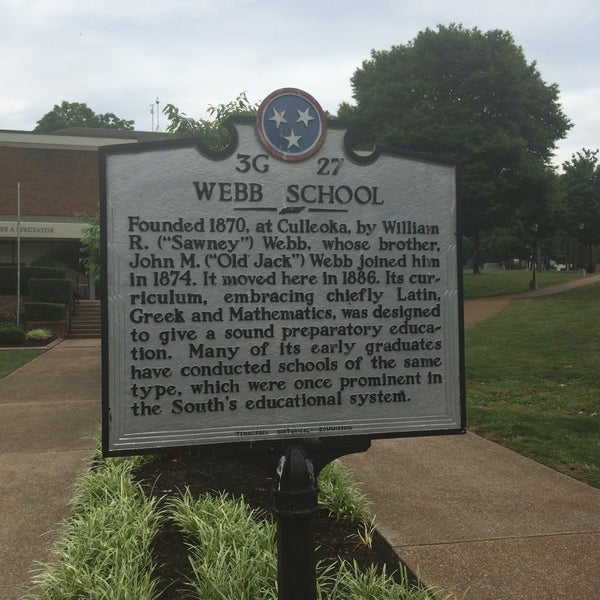 3G 27
WEBB SCHOOL
Founded 1870, at Culleoka, by William
R. ("Sawney") Webb, whose brother,
John M. ("Old Jack") Webb joined him
in 1874. It moved here in 1886. Its cur-
riculum, embracing chiefly Latin,
Greek and Mathematics, was designed
to give a sound preparatory educa-
tion. Many of its early graduates
have conducted schools of the same
type, which were once prominent in
the South's educational system.
TENNESSEE HISTORICAL COMMISSION
BE A SPECTATOR